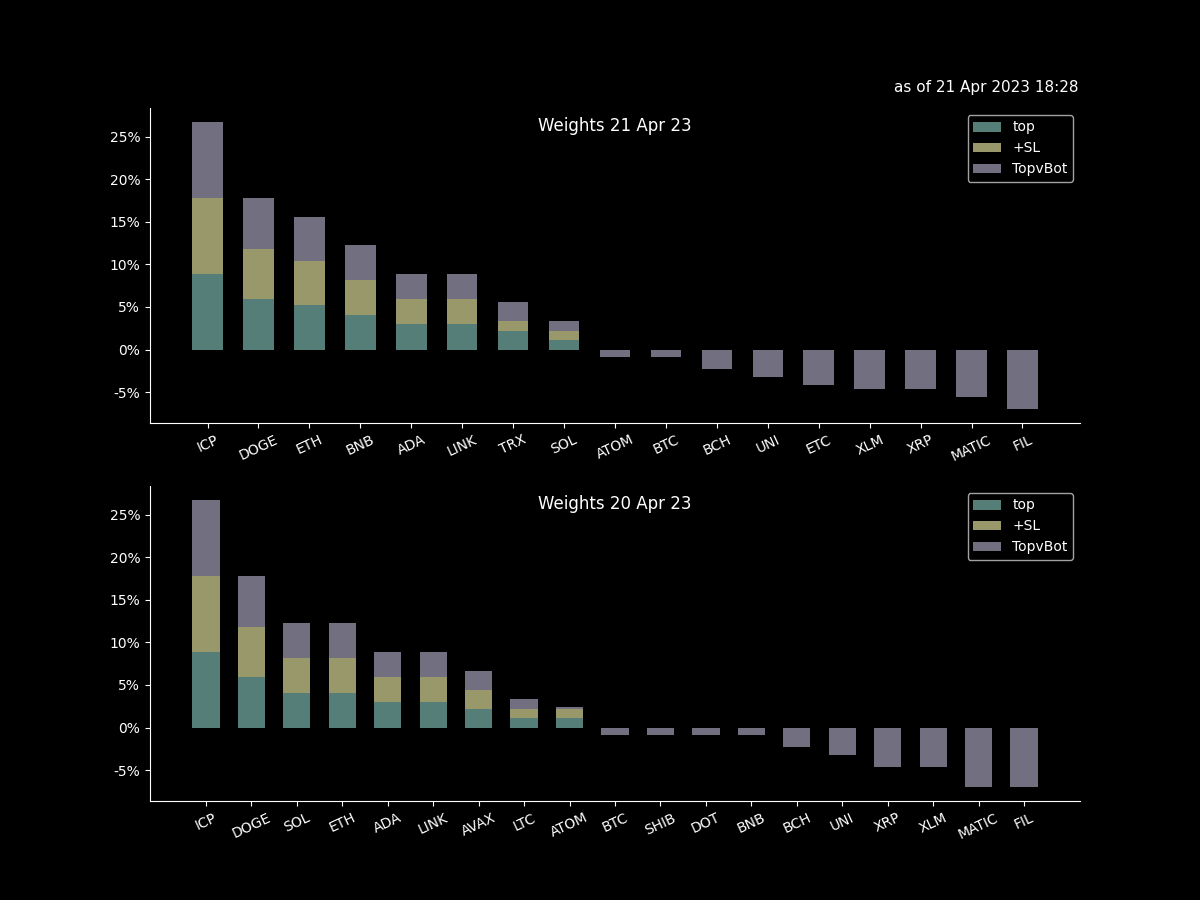 as of 21 Apr 2023 18:28
Weights 21 Apr 23
top
+SL
TopvBot
25%
20%
15%
10%
5%
0%
-5%
ICP DOGE ETH BNB ADA LINK TRX SOL ATOM BTC BCH UNI ETC XLM XRP MATIC FIL
Weights 20 Apr 23
top
+SL
TopvBot
25%
20%
15%
10%
5%
0%
-5%
ICP DOGE SOL ETH ADA LINK AVAX LTC ATOM BTC SHIB DOT BNB BCH UNI XRP XLM MATIC FIL